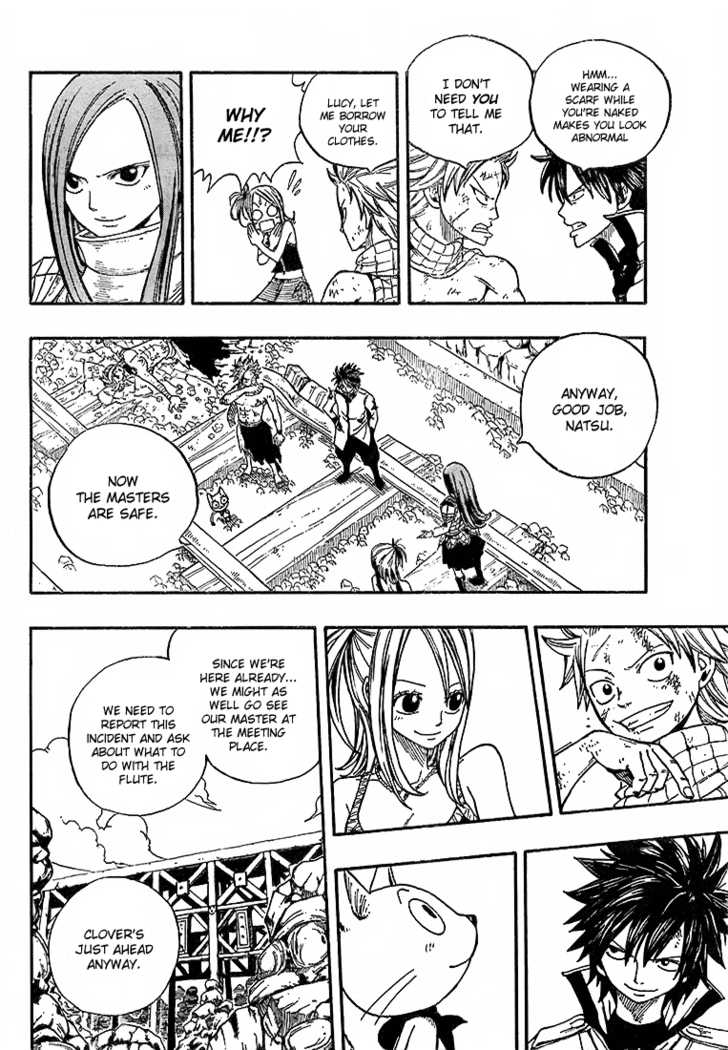 HMM...
WEARING A
SCARF WHILE
YOU'RE NAKED
MAKES YOU LOOK
ABNORMAL
I DON'T
NEED YOU
TO TELL ME
THAT.
LUCY, LET
ME BORROW
YOUR
CLOTHES.
WHY
ME!!?
ANYWAY,
GOOD JOB,
NATSU.
NOW
THE MASTERS
ARE SAFE.
SINCE WE'RE
HERE ALREADY...
WE MIGHT AS
WELL GO SEE
OUR MASTER AT
THE MEETING
PLACE.
WE NEED TO
REPORT THIS
INCIDENT AND ASK
ABOUT WHAT TO
DO WITH THE
FLUTE.
CLOVER'S
JUST AHEAD
ANYWAY.